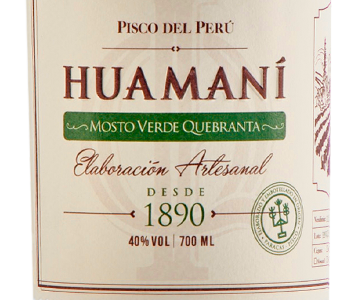 PISCO DEL PERÚ
HUAMANÍ
MOSTO VERDE QUEBRANTA
Elaboración Artesanal
DESDE
1890
40% VOL | 700 ML